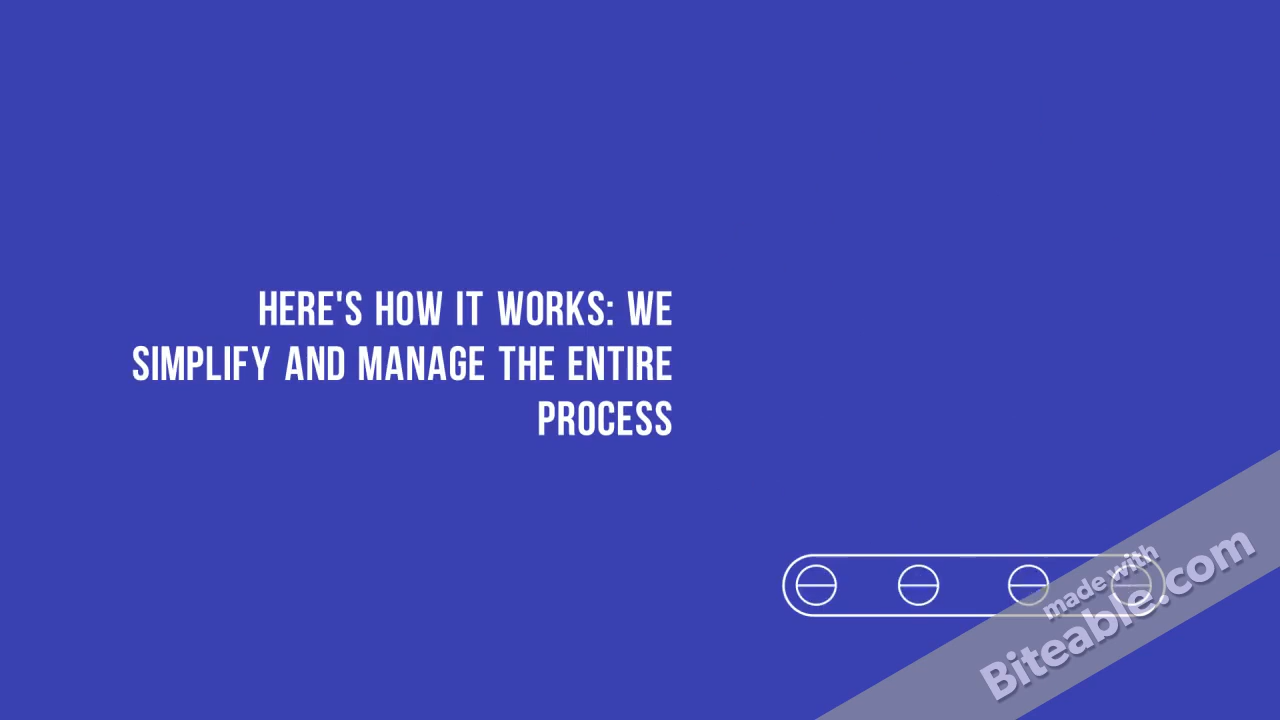 HERE'S HOW IT WORKS: WE
SIMPLIFY AND MANAGE THE ENTIRE
PROCESS
made with
Biteable.com